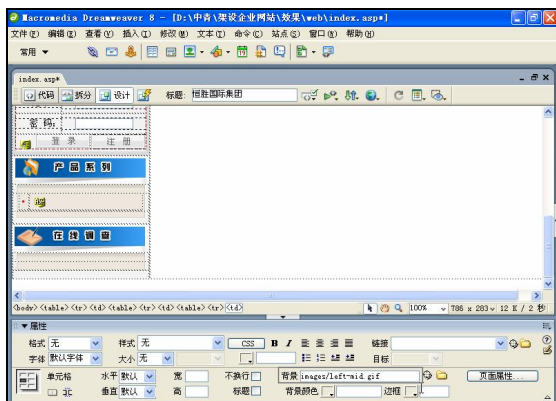 Macromedia Dreamweaver 8 - [D:\中青\架设企业网站\效果\web\index.asp*]
文件(F) 编辑(E) 查看(V) 插入(I) 修改(M) 文本(T) 命令(C) 站点(S) 窗口(W) 帮助(H)
常用
index.asp*
代码 拆分 设计 标题: 恒胜国际集团
密 码:
登 录 注 册
产品系列
在线调查
<body><table><tr><td><table><tr><td><table><tr><td> 100% 786 x 283 12 K / 2 秒
属性
格式 无 样式 无 CSS B I 链接
字体 默认字体 大小 无 目标
单元格 水平 默认 宽 不换行 背景 images/left-mid.gif 页面属性...
垂直 默认 高 标题 背景颜色 边框